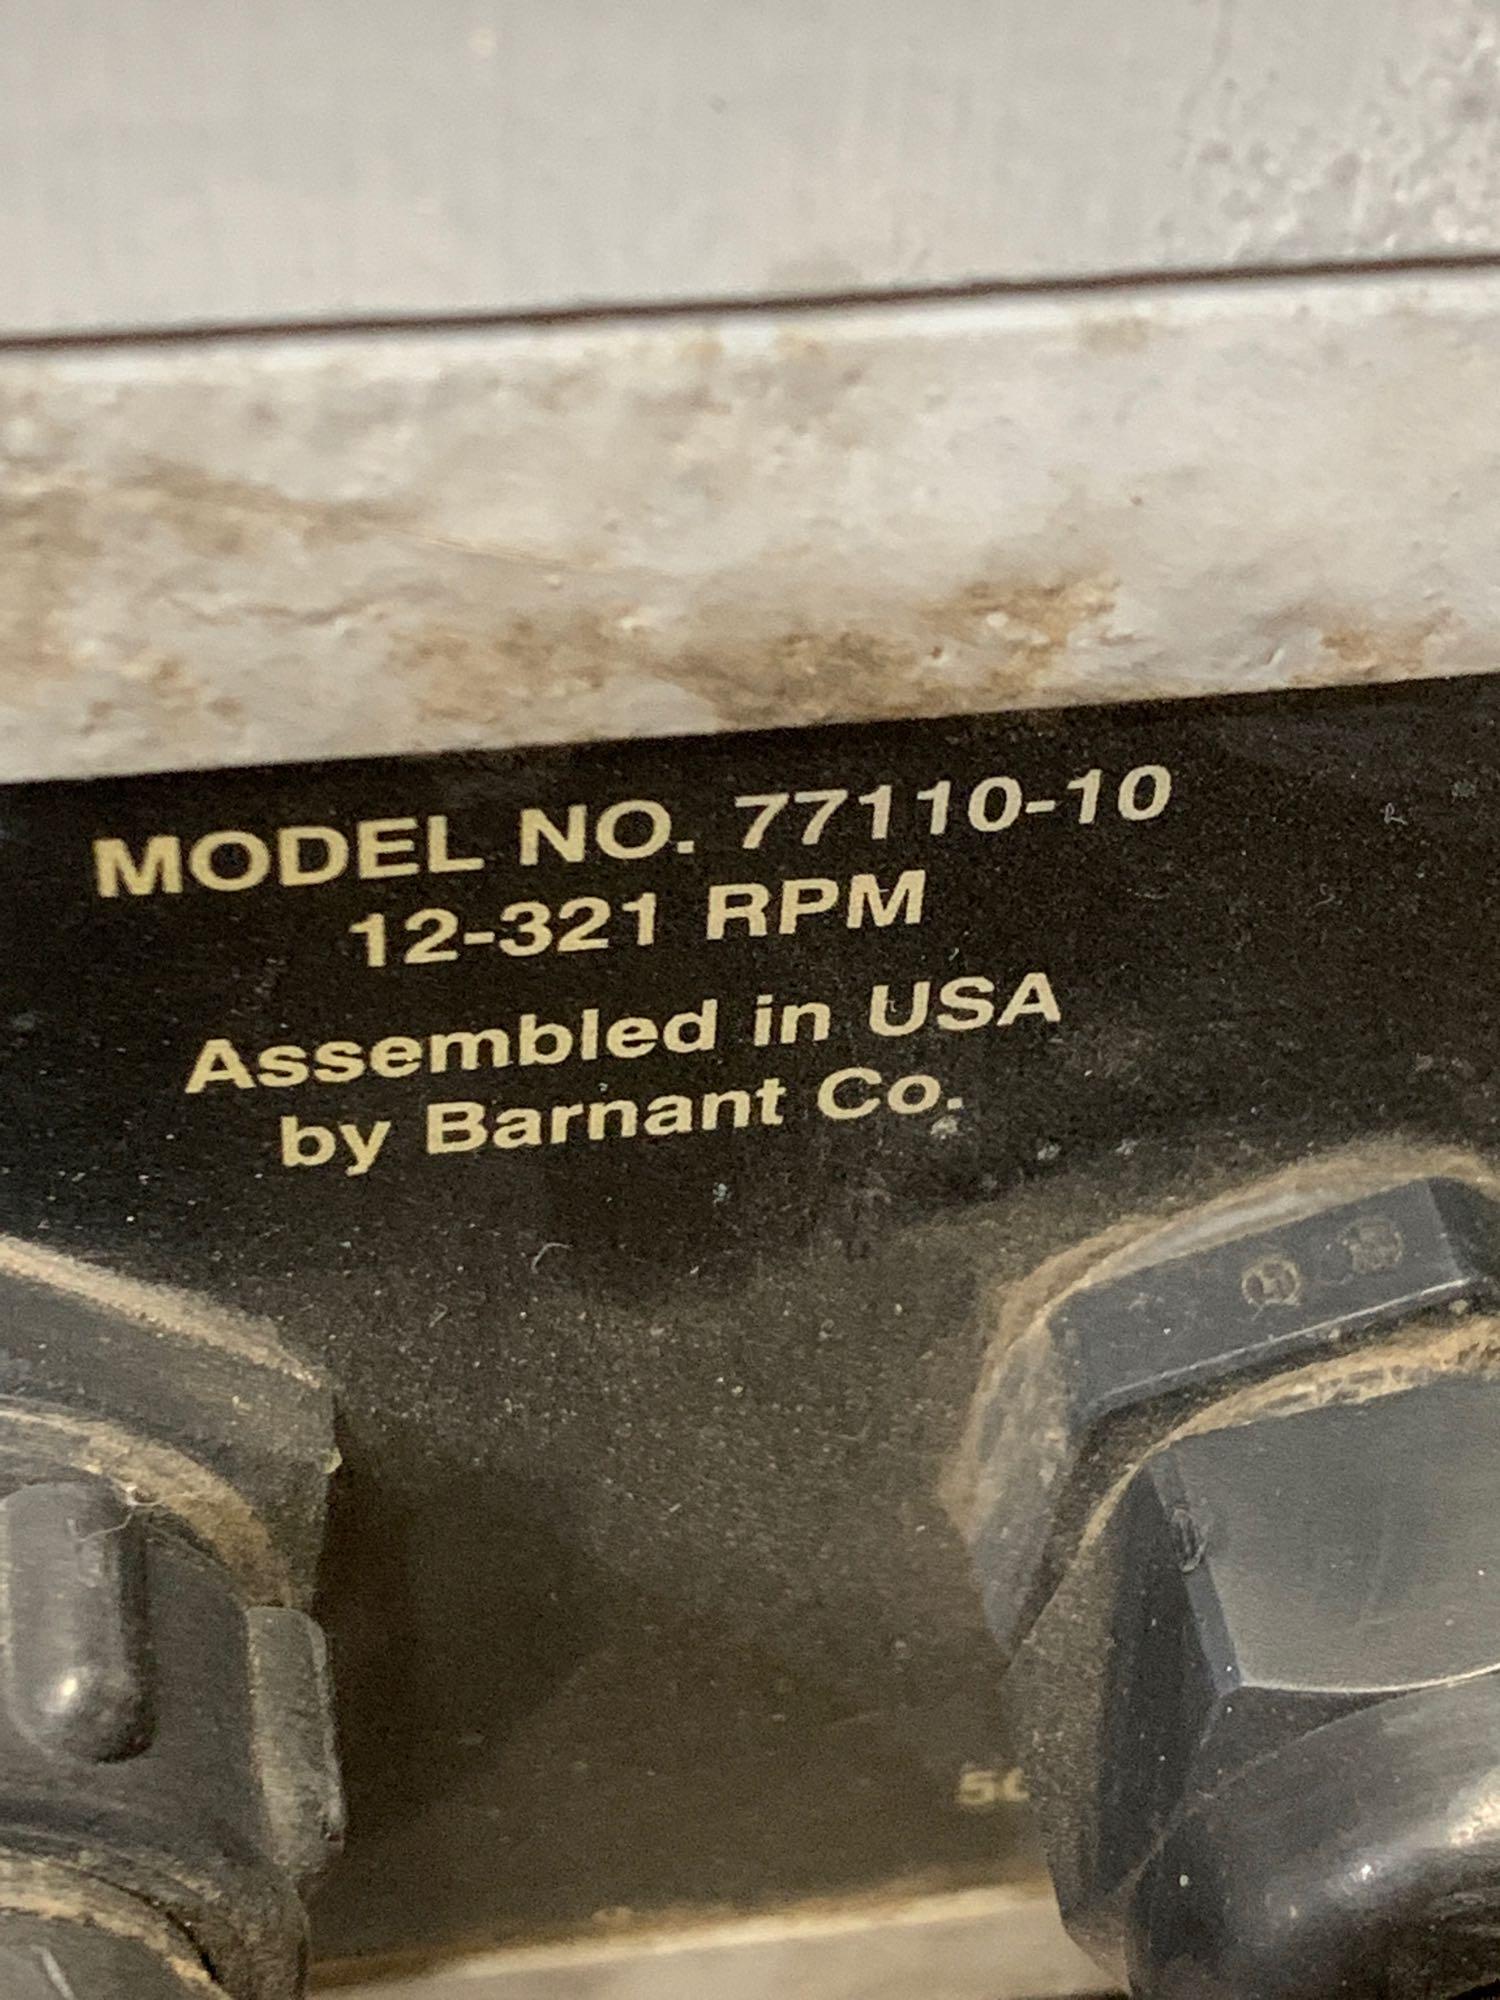 MODEL NO. 77110-10
12-321 RPM
Assembled in USA
by Barnant Co.